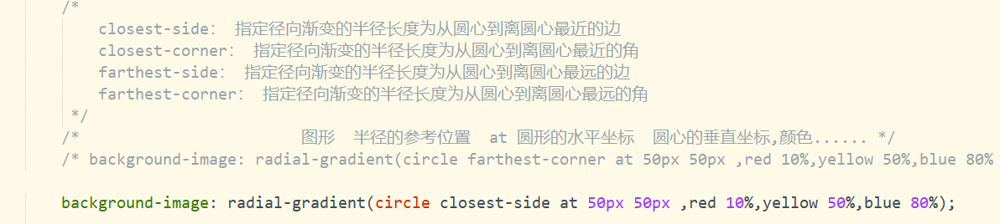 /*
closest-side： 指定径向渐变的半径长度为从圆心到离圆心最近的边
closest-corner： 指定径向渐变的半径长度为从圆心到离圆心最近的角
farthest-side： 指定径向渐变的半径长度为从圆心到离圆心最远的边
farthest-corner： 指定径向渐变的半径长度为从圆心到离圆心最远的角
*/
/* 图形 半径的参考位置 at 圆形的水平坐标 圆心的垂直坐标,颜色...... */
/* background-image: radial-gradient(circle farthest-corner at 50px 50px ,red 10%,yellow 50%,blue 80%
background-image: radial-gradient(circle closest-side at 50px 50px ,red 10%,yellow 50%,blue 80%);